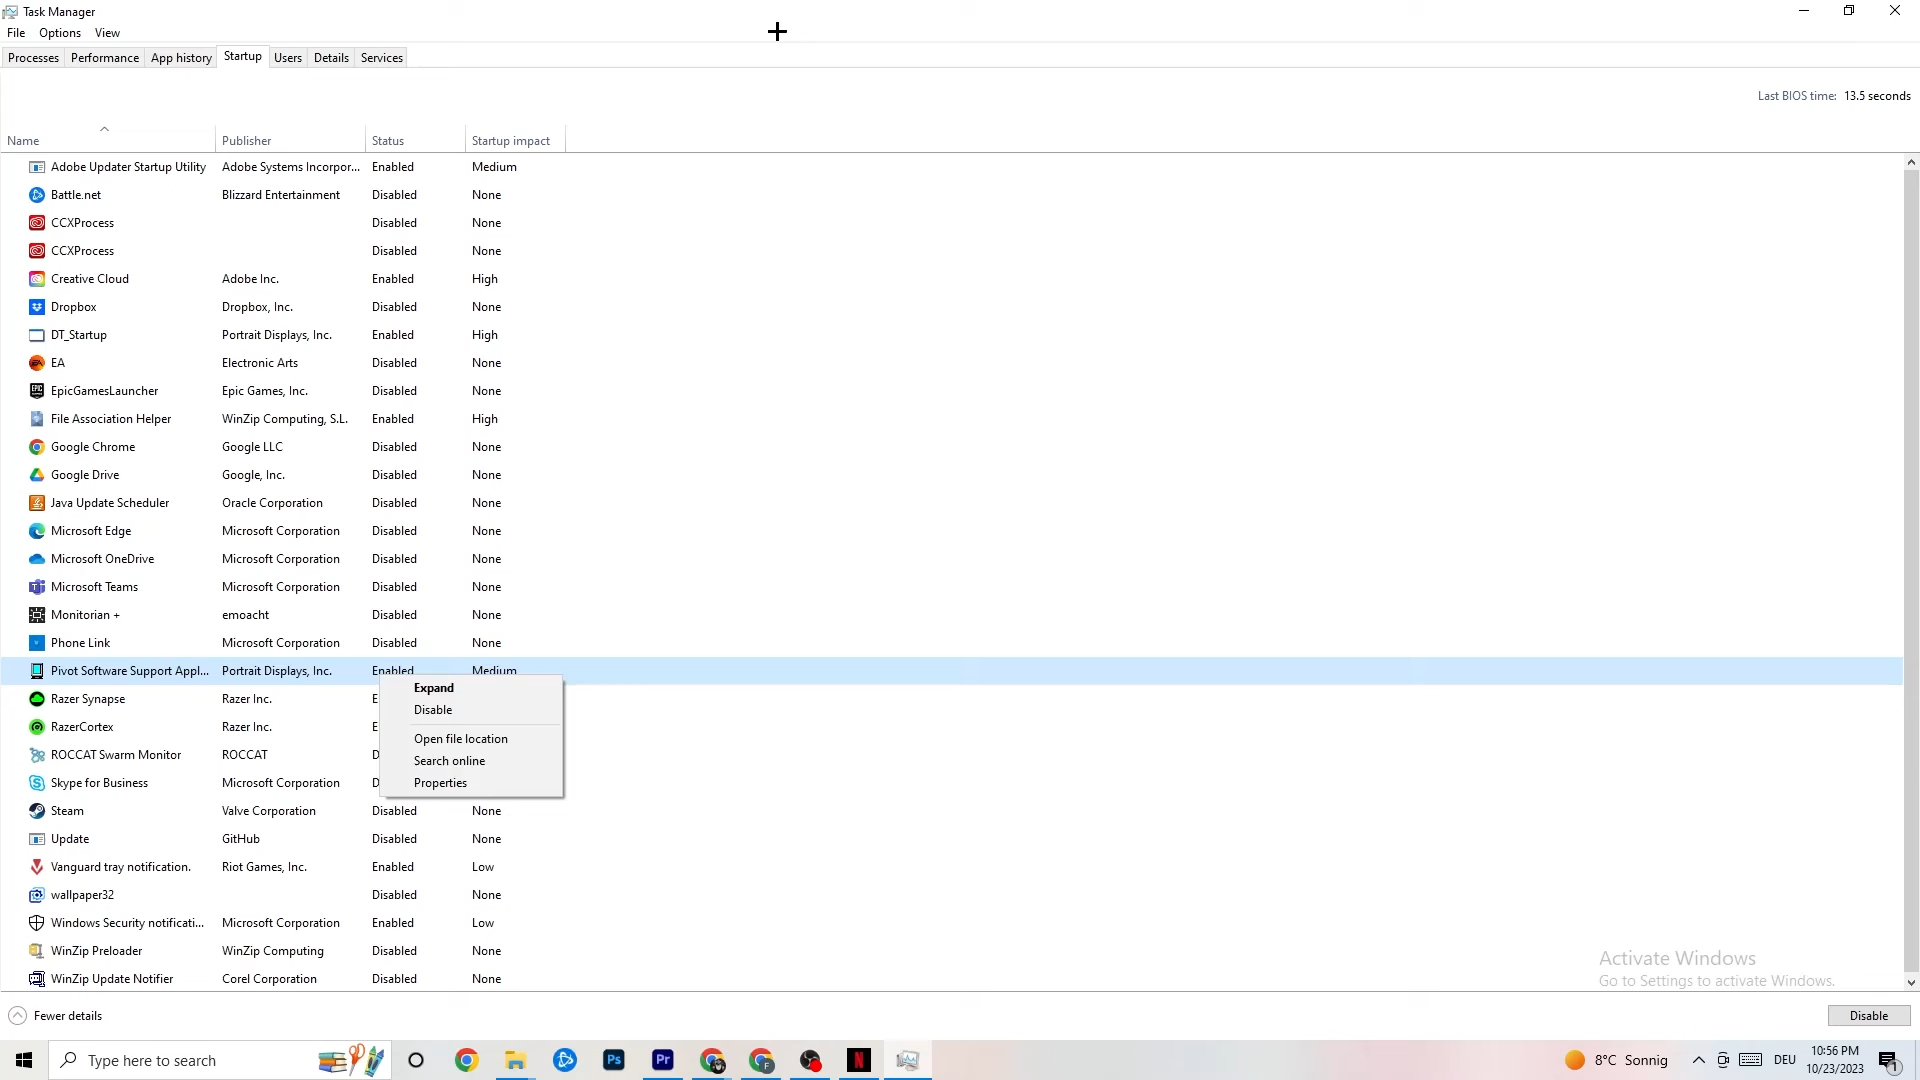 Task Manager
File Options View
Processes Performance App history Startup Users Details Services
Last BIOS time: 13.5 seconds
Name Publisher Status Startup impact
Adobe Updater Startup Utility Adobe Systems Incorpor... Enabled Medium
Battle.net Blizzard Entertainment Disabled None
CCXProcess Disabled None
CCXProcess Disabled None
Creative Cloud Adobe Inc. Enabled High
Dropbox Dropbox, Inc. Disabled None
DT_Startup Portrait Displays, Inc. Enabled High
EA Electronic Arts Disabled None
EpicGamesLauncher Epic Games, Inc. Disabled None
File Association Helper WinZip Computing, S.L. Enabled High
Google Chrome Google LLC Disabled None
Google Drive Google, Inc. Disabled None
Java Update Scheduler Oracle Corporation Disabled None
Microsoft Edge Microsoft Corporation Disabled None
Microsoft OneDrive Microsoft Corporation Disabled None
Microsoft Teams Microsoft Corporation Disabled None
Monitorian + emoacht Disabled None
Phone Link Microsoft Corporation Disabled None
Pivot Software Support Appl... Portrait Displays, Inc. Enabled Medium
Razer Synapse Razer Inc. E
RazerCortex Razer Inc. E
ROCCAT Swarm Monitor ROCCAT D
Skype for Business Microsoft Corporation D
Expand
Disable
Open file location
Search online
Properties
Steam Valve Corporation Disabled None
Update GitHub Disabled None
Vanguard tray notification. Riot Games, Inc. Enabled Low
wallpaper32 Disabled None
Windows Security notificati... Microsoft Corporation Enabled Low
WinZip Preloader WinZip Computing Disabled None
WinZip Update Notifier Corel Corporation Disabled None
Activate Windows
Go to Settings to activate Windows.
Fewer details Disable
Type here to search Ps Pr 8°C Sonnig DEU 10:56 PM
10/23/2023